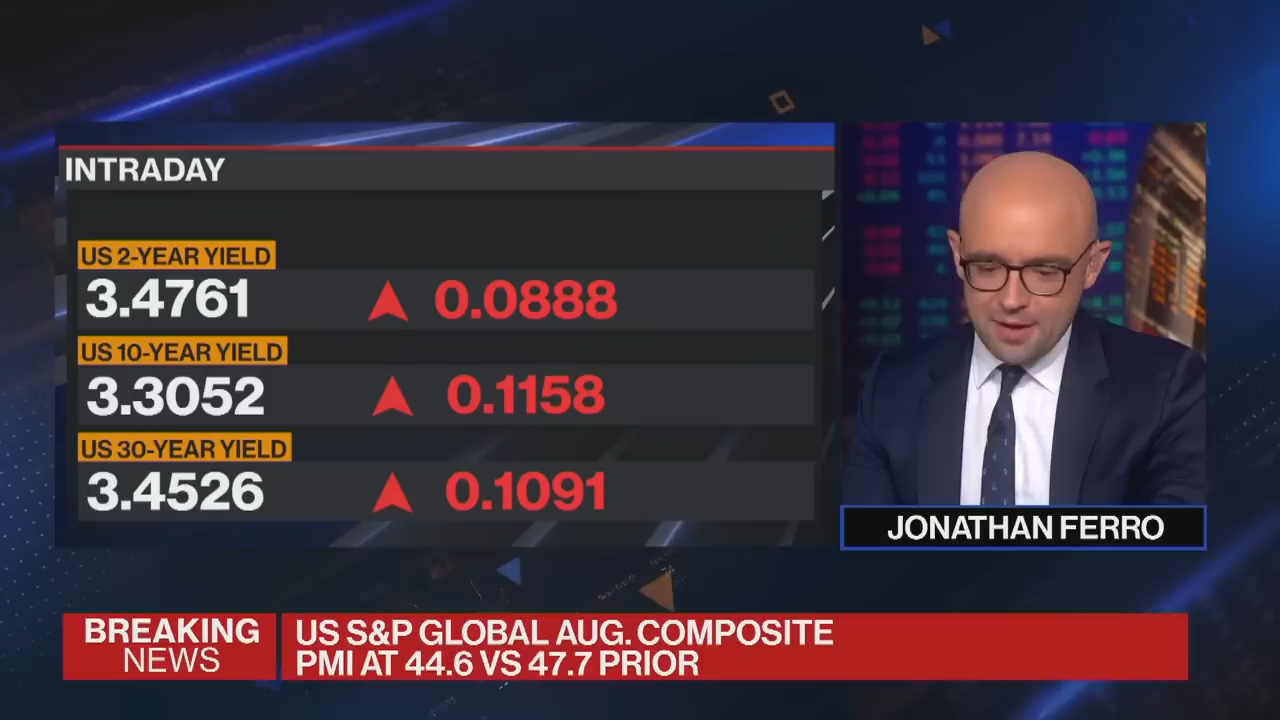 INTRADAY
US 2-YEAR YIELD
3.4761 ▲ 0.0888
US 10-YEAR YIELD
3.3052 ▲ 0.1158
US 30-YEAR YIELD
3.4526 ▲ 0.1091
JONATHAN FERRO
BREAKING
NEWS
US S&P GLOBAL AUG. COMPOSITE
PMI AT 44.6 VS 47.7 PRIOR